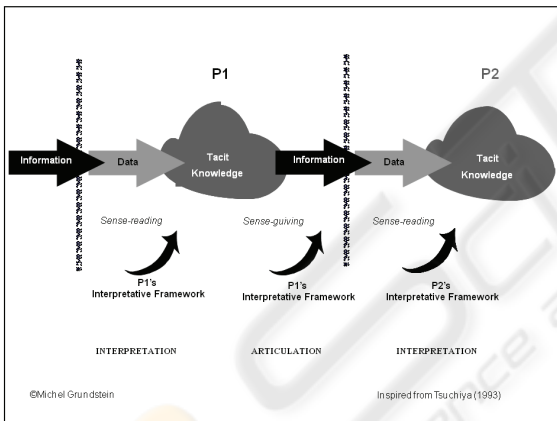 P1
P2
Information
Data
Tacit
Knowledge
Information
Data
Tacit
Knowledge
Sense-reading
Sense-guiving
Sense-reading
P1's
Interpretative Framework
P1's
Interpretative Framework
P2's
Interpretative Framework
INTERPRETATION
ARTICULATION
INTERPRETATION
©Michel Grundstein
Inspired from Tsuchiya (1993)